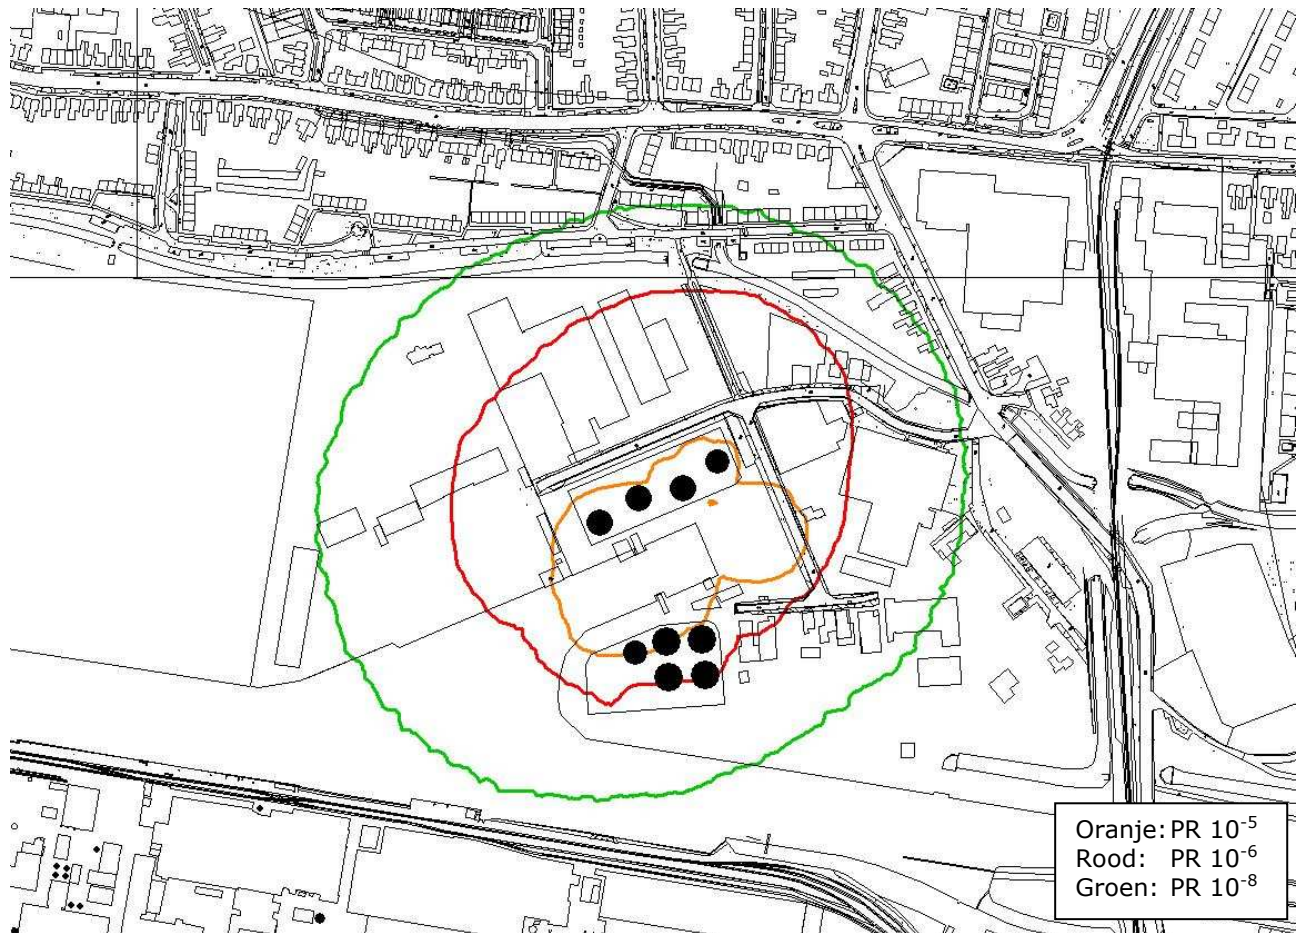 Oranje: PR 10⁻⁵
Rood: PR 10⁻⁶
Groen: PR 10⁻⁸